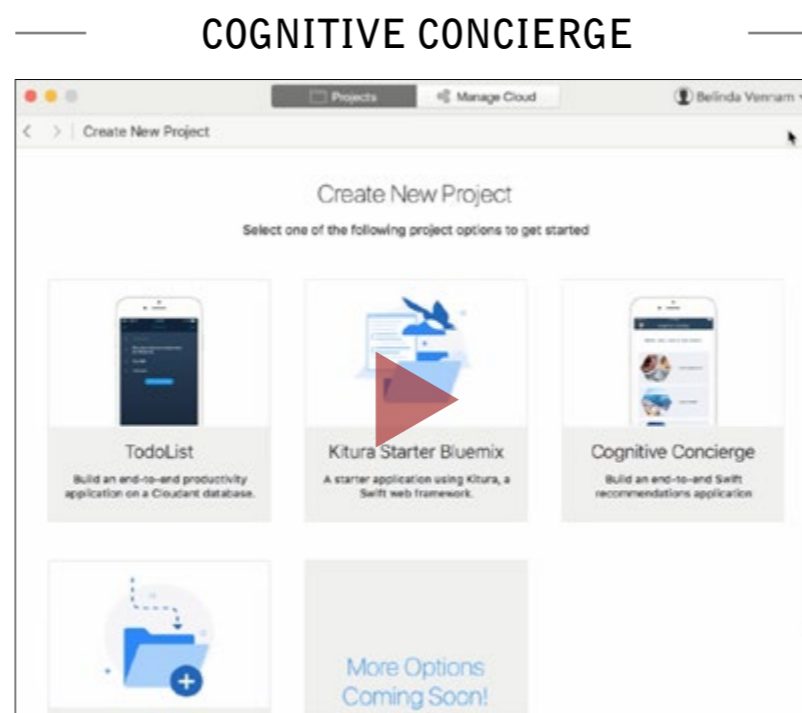 COGNITIVE CONCIERGE
Projects
Manage Cloud
Belinda Vennam
Create New Project
Create New Project
Select one of the following project options to get started
TodoList
Build an end-to-end productivity
application on a Cloudant database.
Kitura Starter Bluemix
A starter application using Kitura, a
Swift web framework.
Cognitive Concierge
Build an end-to-end Swift
recommendations application
More Options
Coming Soon!